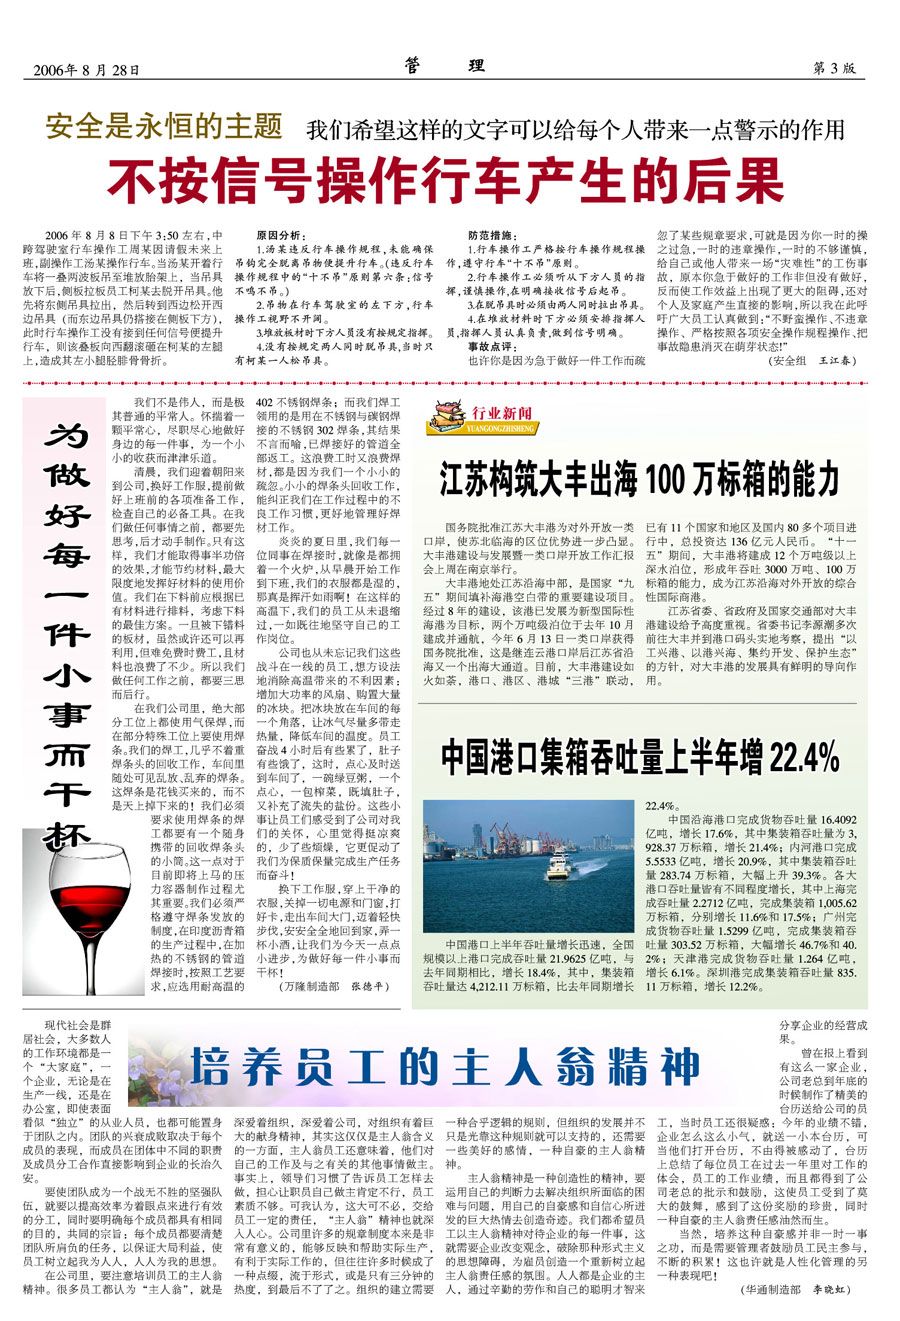 2006年8月28日
管 理
第3版
安全是永恒的主题
我们希望这样的文字可以给每个人带来一点警示的作用
不按信号操作行车产生的后果
2006 年 8 月 8 日下午 3:50 左右,中
跨驾驶室行车操作工周某因请假未来上
班,副操作工汤某操作行车,当汤某开着行
车将一叠两波板吊至堆放胎架上，当吊具
放下后,侧板拉板员工柯某去脱开吊具。他
先将东侧吊具拉出，然后转到西边松开西
边吊具（而东边吊具仍搭接在侧板下方），
此时行车操作工没有接到任何信号便提升
行车，则该叠板向西翻滚砸在柯某的左腿
上,造成其左小腿胫腓骨骨折。
原因分析：
1.汤某违反行车操作规程,未能确保
吊钩完全脱离吊物便提升行车。(违反行车
操作规程中的“十不吊”原则第六条:信号
不鸣不吊。)
2.吊物在行车驾驶室的左下方,行车
操作工视野不开阔。
3.堆放板材时下方人员没有按规定指挥。
4.没有按规定两人同时脱吊具,当时只
有柯某一人松吊具。
防范措施：
1.行车操作工严格按行车操作规程操
作,遵守行车“十不吊”原则。
2.行车操作工必须听从下方人员的指
挥,谨慎操作,在明确接收信号后起吊。
3.在脱吊具时必须由两人同时拉出吊具。
4.在堆放材料时下方必须安排指挥人
员,指挥人员认真负责,做到信号明确。
事故点评：
也许你是因为急于做好一件工作而疏
忽了某些规章要求,可就是因为你一时的操
之过急,一时的违章操作,一时的不够谨慎,
给自己或他人带来一场“灾难性”的工伤事
故，原本你急于做好的工作非但没有做好,
反而使工作效益上出现了更大的阻碍,还对
个人及家庭产生直接的影响,所以我在此呼
吁广大员工认真做到:“不野蛮操作、不违章
操作、严格按照各项安全操作规程操作,把
事故隐患消灭在萌芽状态!”
(安全组 王江春)
为做好每一件小事而干杯
我们不是伟人，而是极
其普通的平常人。怀揣着一
颗平常心，尽职尽心地做好
身边的每一件事，为一个小
小的收获而津津乐道。
清晨，我们迎着朝阳来
到公司,换好工作服,提前做
好上班前的各项准备工作，
检查自己的必备工具。在我
们做任何事情之前，都要先
思考,后才动手制作。只有这
样，我们才能取得事半功倍
的效果,才能节约材料,最大
限度地发挥好材料的使用价
值。我们在下料前应根据已
有材料进行排料，考虑下料
的最佳方案。一旦被下错料
的板材，虽然或许还可以再
利用,但难免费时费工,且材
料也浪费了不少。所以我们
做任何工作之前，都要三思
而后行。
在我们公司里，绝大部
分工位上都使用气保焊,而
在部分特殊工位上要使用焊
条。我们的焊工,几乎不着重
焊条头的回收工作，车间里
随处可见乱放、乱弃的焊条。
这焊条是花钱买来的，而不
是天上掉下来的！我们必须
要求使用焊条的焊
工都要有一个随身
携带的回收焊条头
的小筒。这一点对于
目前即将上马的压
力容器制作过程尤
其重要。我们必须严
格遵守焊条发放的
制度,在印度沥青箱
的生产过程中,在加
热的不锈钢的管道
焊接时,按照工艺要
求,应选用耐高温的
402 不锈钢焊条；而我们焊工
领用的是用在不锈钢与碳钢焊
接的不锈钢 302 焊条,其结果
不言而喻,已焊接好的管道全
部返工。这浪费工时又浪费焊
材,都是因为我们一个小小的
疏忽。小小的焊条头回收工作,
能纠正我们在工作过程中的不
良工作习惯,更好地管理好焊
材工作。
炎炎的夏日里,我们每一
位同事在焊接时,就像是都拥
着一个火炉,从早晨开始工作
到下班,我们的衣服都是湿的,
那真是挥汗如雨啊！在这样的
高温下,我们的员工从未退缩
过,一如既往地坚守自己的工
作岗位。
公司也从未忘记我们这些
战斗在一线的员工,想方设法
地消除高温带来的不利因素；
增加大功率的风扇、购置大量
的冰块。把冰块放在车间的每
一个角落，让冰气尽量多带走
热量，降低车间的温度。员工
奋战 4 小时后有些累了，肚子
有些饿了，这时，点心及时送
到车间了，一碗绿豆粥，一个
点心，一包榨菜，既填肚子，
又补充了流失的盐份。这些小
事让员工们感受到了公司对我
们的关怀，心里觉得挺凉爽
的，少了些烦燥，它更促动了
我们为保质保量完成生产任务
而奋斗！
换下工作服,穿上干净的
衣服,关掉一切电源和门窗,打
好卡,走出车间大门,迈着轻快
步伐,安安全全地回到家,弄一
杯小酒,让我们为今天一点点
小进步,为做好每一件小事而
干杯！
(万隆制造部 张德平)
行业新闻
YUANGONGZHISHENG
江苏构筑大丰出海 100 万标箱的能力
国务院批准江苏大丰港为对外开放一类
口岸，使苏北临海的区位优势进一步凸显。
大丰港建设与发展暨一类口岸开放工作汇报
会上周在南京举行。
大丰港地处江苏沿海中部，是国家“九
五”期间填补海港空白带的重要建设项目。
经过 8 年的建设，该港已发展为新型国际性
海港为目标，两个万吨级泊位于去年 10 月
建成并通航，今年 6 月 13 日一类口岸获得
国务院批准，这是继连云港口岸后江苏省沿
海又一个出海大通道。目前，大丰港建设如
火如荼，港口、港区、港城“三港”联动，
已有 11 个国家和地区及国内 80 多个项目进
行中，总投资达 136 亿元人民币。“十一
五”期间，大丰港将建成 12 个万吨级以上
深水泊位，形成年吞吐 3000 万吨、100 万
标箱的能力，成为江苏沿海对外开放的综合
性国际商港。
江苏省委、省政府及国家交通部对大丰
港建设给予高度重视。省委书记李源潮多次
前往大丰并到港口码头实地考察，提出“以
工兴港、以港兴海、集约开发、保护生态”
的方针，对大丰港的发展具有鲜明的导向作
用。
中国港口集箱吞吐量上半年增 22.4%
中国港口上半年吞吐量增长迅速，全国
规模以上港口完成吞吐量 21.9625 亿吨，与
去年同期相比，增长 18.4%，其中，集装箱
吞吐量达 4,212.11 万标箱，比去年同期增长
22.4%。
中国沿海港口完成货物吞吐量 16.4092
亿吨，增长 17.6%，其中集装箱吞吐量为 3,
928.37 万标箱，增长 21.4%；内河港口完成
5.5533 亿吨，增长 20.9%，其中集装箱吞吐
量 283.74 万标箱，大幅上升 39.3%。各大
港口吞吐量皆有不同程度增长，其中上海完
成吞吐量 2.2712 亿吨，完成集装箱 1,005.62
万标箱，分别增长 11.6%和 17.5%；广州完
成货物吞吐量 1.5299 亿吨，完成集装箱吞吐
量 303.52 万标箱，大幅增长 46.7%和 40.
2%；天津港完成货物吞吐量 1.264 亿吨，
增长 6.1%。深圳港完成集装箱吞吐量 835.
11 万标箱，增长 12.2%。
培养员工的主人翁精神
现代社会是群
居社会，大多数人
的工作环境都是一
个“大家庭”，一
个企业，无论是在
生产一线，还是在
办公室，即使表面
看似“独立”的从业人员，也都可能置身
于团队之内。团队的兴衰成败取决于每个
成员的表现，而成员在团体中不同的职责
及成员分工合作直接影响到企业的长治久
安。
要使团队成为一个战无不胜的坚强队
伍，就要以提高效率为着眼点来进行有效
的分工，同时要明确每个成员都具有相同
的目的，共同的宗旨；每个成员都要清楚
团队所肩负的任务，以保证大局利益，使
员工树立起我为人人，人人为我的思想。
在公司里，要注意培训员工的主人翁
精神。很多员工都认为“主人翁”，就是
深爱着组织，深爱着公司，对组织有着巨
大的献身精神，其实这仅仅是主人翁含义
的一方面，主人翁员工还意味着，他们对
自己的工作及与之有关的其他事情做主。
事实上，领导们习惯了告诉员工怎样去
做，担心让职员自己做主肯定不行，员工
素质不够。可我认为，这大可不必，交给
员工一定的责任，“主人翁”精神也就深
入人心。公司里许多的规章制度本来是非
常有意义的，能够反映和帮助实际生产，
有利于实际工作的，但往往许多时候成了
一种点缀，流于形式，或是只有三分钟的
热度，到最后不了了之。组织的建立需要
一种合乎逻辑的规则，但组织的发展并不
只是光靠这种规则就可以支持的，还需要
一些美好的感情，一种自豪的主人翁精
神。
主人翁精神是一种创造性的精神，要
运用自己的判断力去解决组织所面临的困
难与问题，用自己的自豪感和自信心所迸
发的巨大热情去创造奇迹。我们都希望员
工以主人翁精神对待企业的每一件事，这
就需要企业改变观念，破除那种形式主义
的思想障碍，为雇员创造一个重新树立起
主人翁责任感的氛围。人人都是企业的主
人，通过辛勤的劳作和自己的聪明才智来
分享企业的经营成
果。
曾在报上看到
有这么一家企业，
公司老总到年底的
时候制作了精美的
台历送给公司的员
工，当时员工还很疑惑：今年的业绩不错，
企业怎么这么小气，就送一小本台历，可
当他们打开台历，不由得被感动了，台历
上总结了每位员工在过去一年里对工作的
体会，员工的工作业绩，而且都得到了公
司老总的批示和鼓励，这使员工受到了莫
大的鼓舞，感到了这份奖励的珍贵，同时
一种自豪的主人翁责任感油然而生。
当然，培养这种自豪感并非一时一事
之功，而是需要管理者鼓励员工民主参与，
不断的积累！这也许就是人性化管理的另
一种表现吧！
(华通制造部 李晓虹)